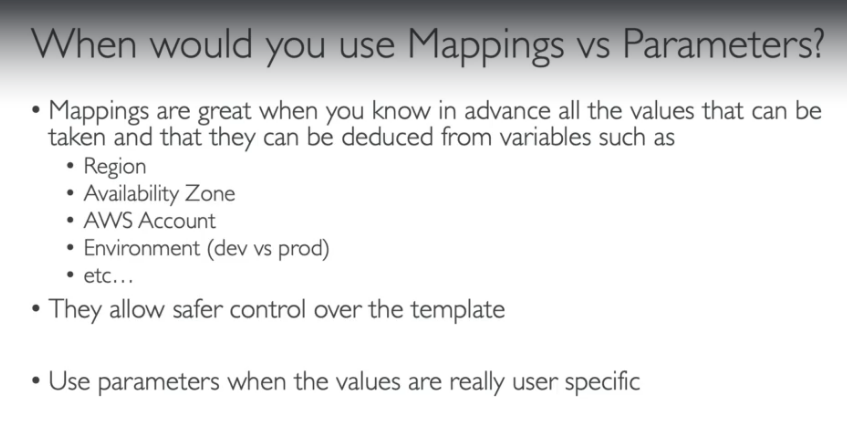 When would you use Mappings vs Parameters?
• Mappings are great when you know in advance all the values that can be
taken and that they can be deduced from variables such as
• Region
• Availability Zone
• AWS Account
• Environment (dev vs prod)
• etc...
• They allow safer control over the template
• Use parameters when the values are really user specific